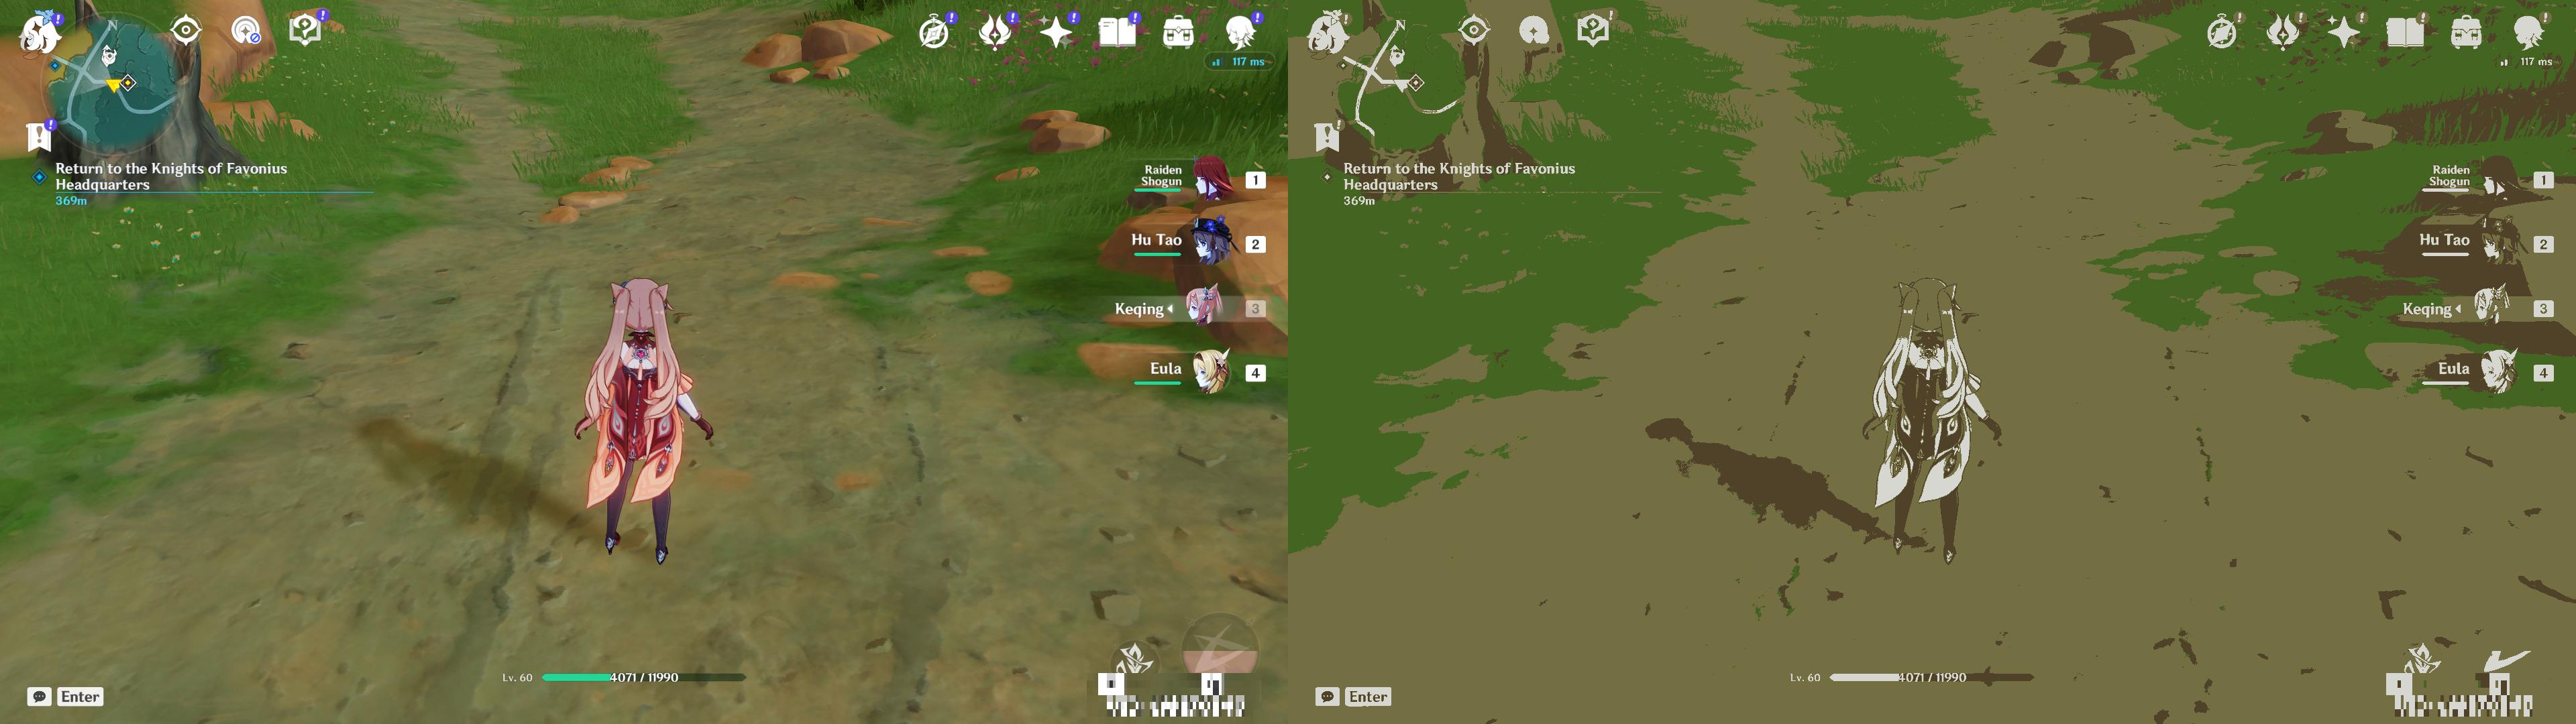 N
117 ms
Return to the Knights of Favonius
Headquarters
369m
Raiden
Shogun
1
Hu Tao
2
Keqing
3
Eula
4
Lv. 60
4071 / 11990
Enter
N
117 ms
Return to the Knights of Favonius
Headquarters
369m
Raiden
Shogun
1
Hu Tao
2
Keqing
3
Eula
4
Lv. 60
4071 / 11990
Enter